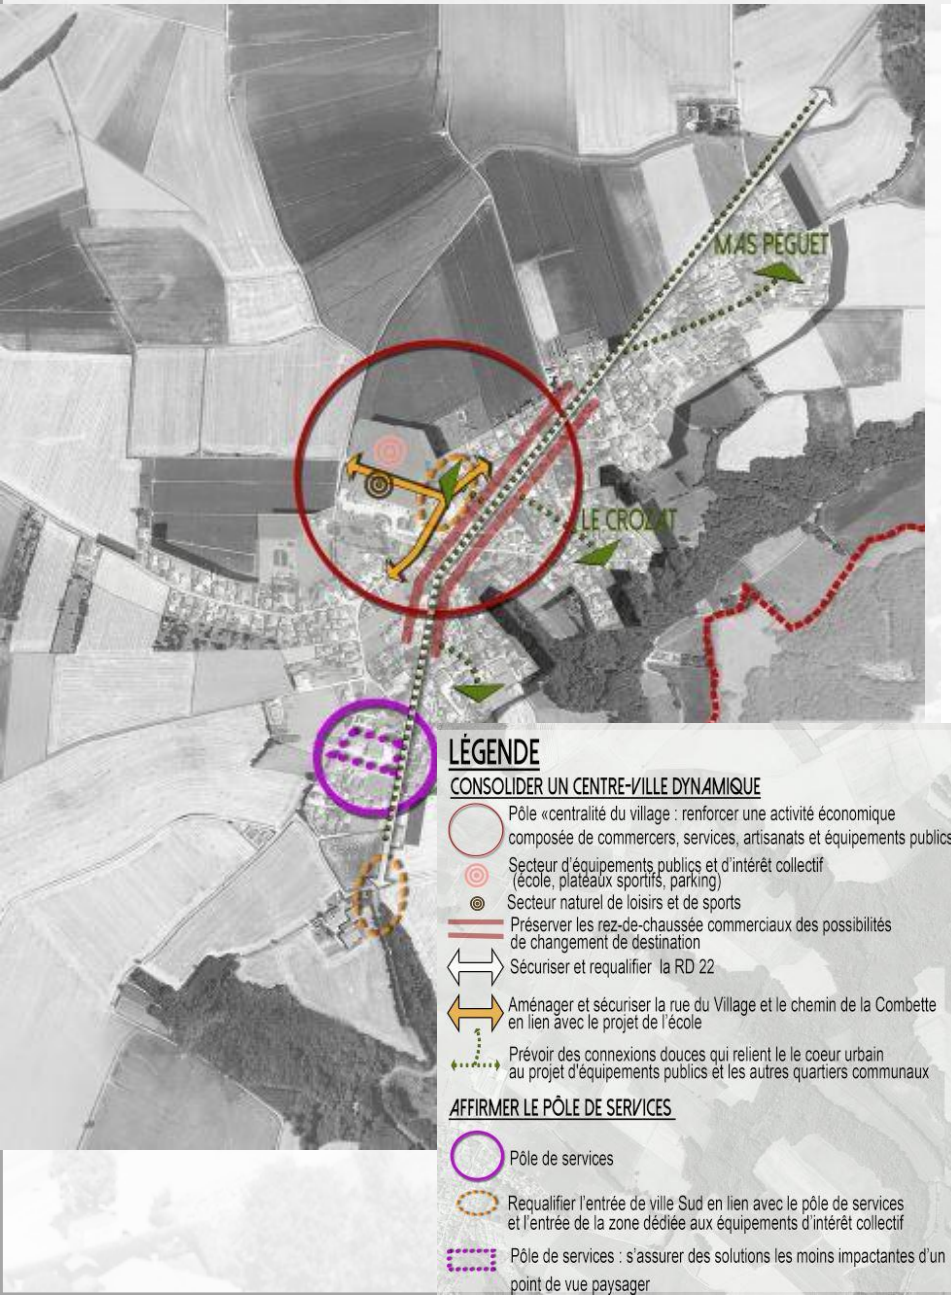 MAS PEGUET
LE CROZAT
LÉGENDE
CONSOLIDER UN CENTRE-VILLE DYNAMIQUE
Pôle «centralité du village : renforcer une activité économique
composée de commercers, services, artisanats et équipements publics
Secteur d'équipements publics et d'intérêt collectif
(école, plateaux sportifs, parking)
Secteur naturel de loisirs et de sports
Préserver les rez-de-chaussée commerciaux des possibilités
de changement de destination
Sécuriser et requalifier la RD 22
Aménager et sécuriser la rue du Village et le chemin de la Combette
en lien avec le projet de l'école
Prévoir des connexions douces qui relient le le coeur urbain
au projet d'équipements publics et les autres quartiers communaux
AFFIRMER LE PÔLE DE SERVICES
Pôle de services
Requalifier l'entrée de ville Sud en lien avec le pôle de services
et l'entrée de la zone dédiée aux équipements d'intérêt collectif
Pôle de services : s'assurer des solutions les moins impactantes d'un
point de vue paysager